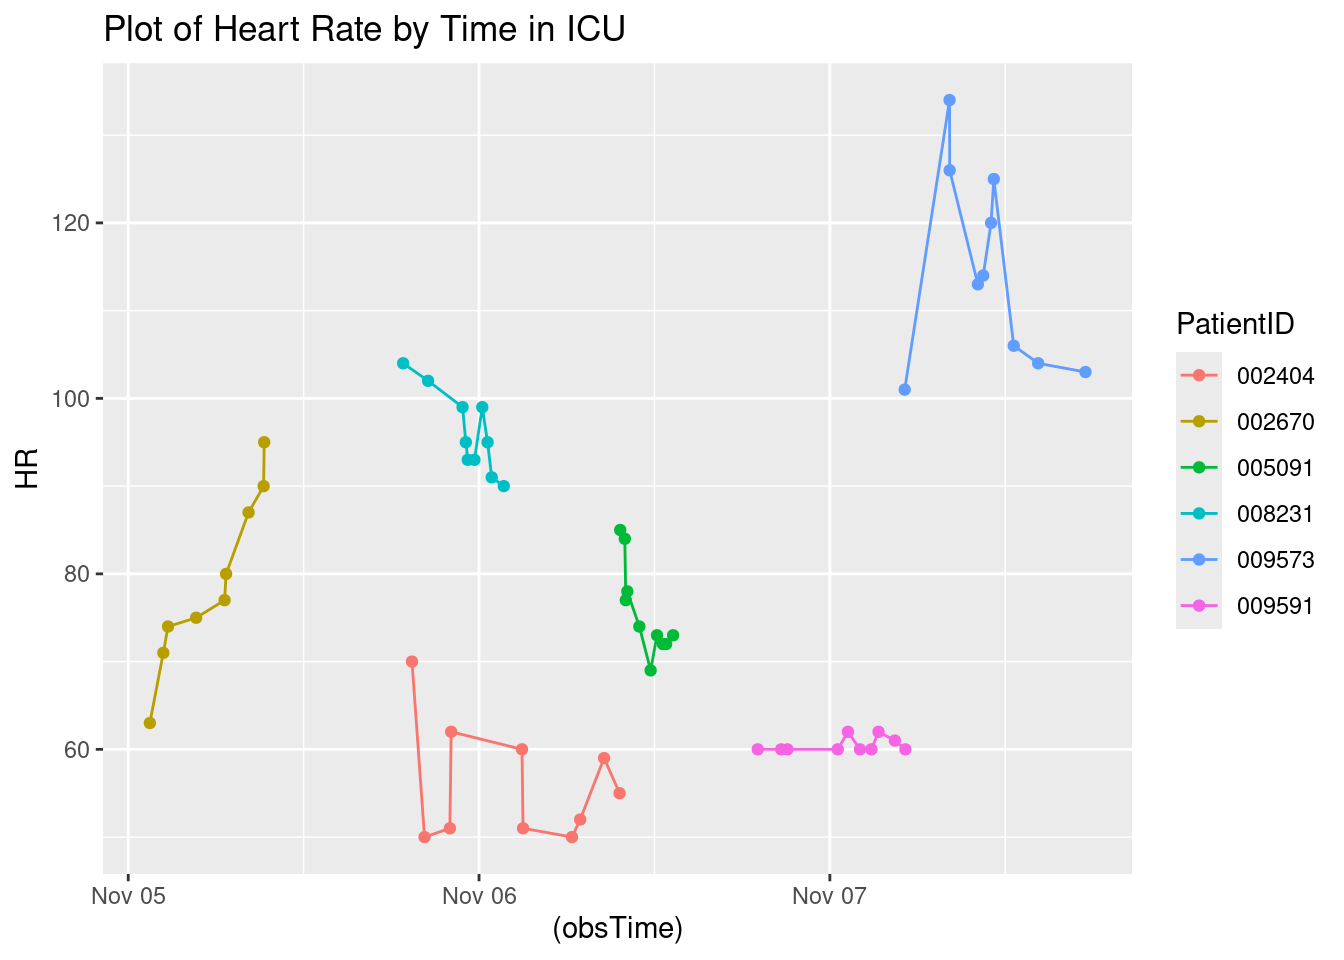 Plot of Heart Rate by Time in ICU
HR
120
100
80
60
Nov 05
Nov 06
Nov 07
(obsTime)
PatientID
002404
002670
005091
008231
009573
009591